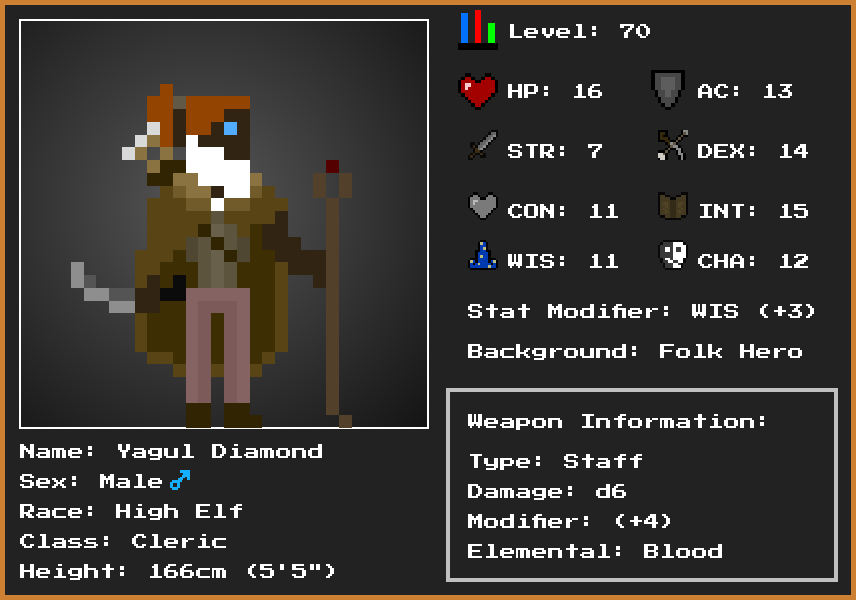 Level: 70
HP: 16 AC: 13
STR: 7 DEX: 14
CON: 11 INT: 15
WIS: 11 CHA: 12
Stat Modifier: WIS (+3)
Background: Folk Hero
Weapon Information:
Type: Staff
Damage: d6
Modifier: (+4)
Elemental: Blood
Name: Yagul Diamond
Sex: Male♂
Race: High Elf
Class: Cleric
Height: 166cm (5'5")